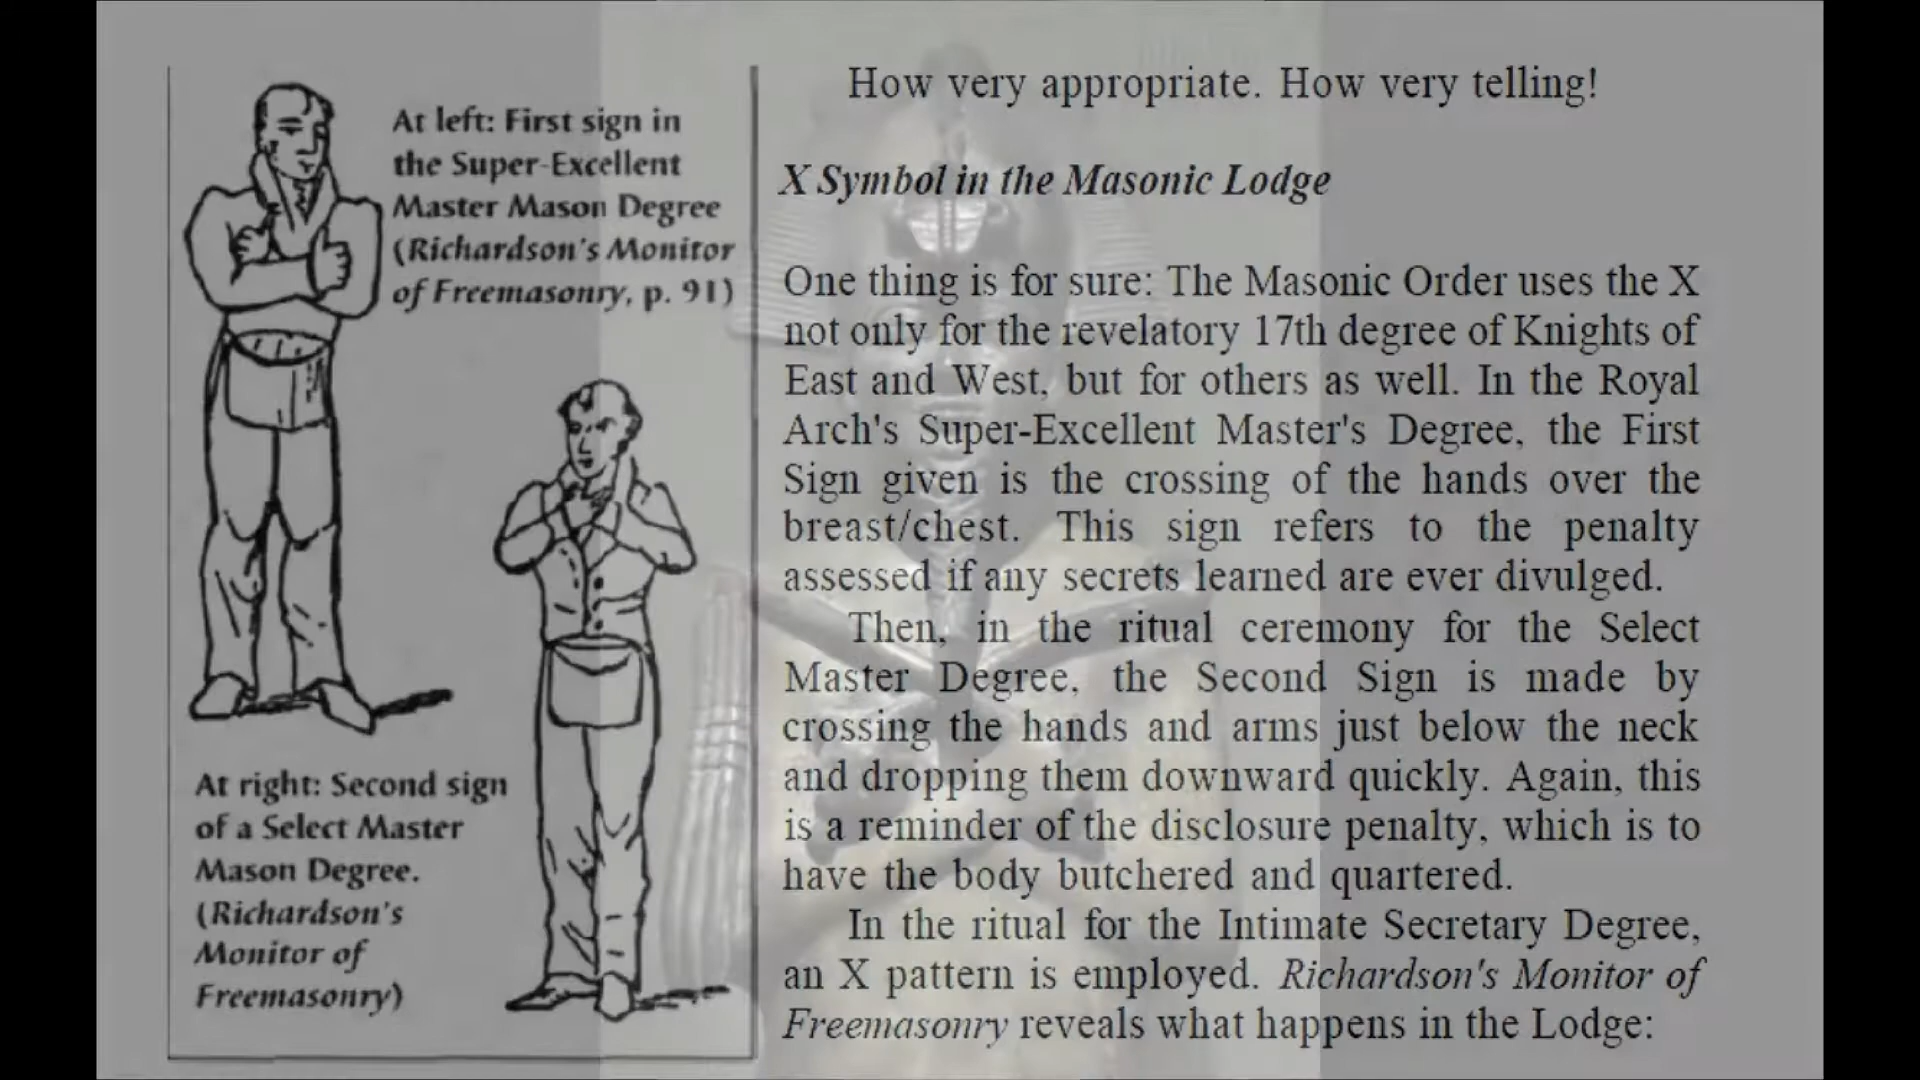 At left: First sign in
the Super-Excellent
Master Mason Degree
(Richardson's Monitor
of Freemasonry, p. 91)
At right: Second sign
of a Select Master
Mason Degree.
(Richardson's
Monitor of
Freemasonry)
How very appropriate. How very telling!
X Symbol in the Masonic Lodge
One thing is for sure: The Masonic Order uses the X
not only for the revelatory 17th degree of Knights of
East and West, but for others as well. In the Royal
Arch's Super-Excellent Master's Degree, the First
Sign given is the crossing of the hands over the
breast/chest. This sign refers to the penalty
assessed if any secrets learned are ever divulged.
Then, in the ritual ceremony for the Select
Master Degree, the Second Sign is made by
crossing the hands and arms just below the neck
and dropping them downward quickly. Again, this
is a reminder of the disclosure penalty, which is to
have the body butchered and quartered.
In the ritual for the Intimate Secretary Degree,
an X pattern is employed. Richardson's Monitor of
Freemasonry reveals what happens in the Lodge: